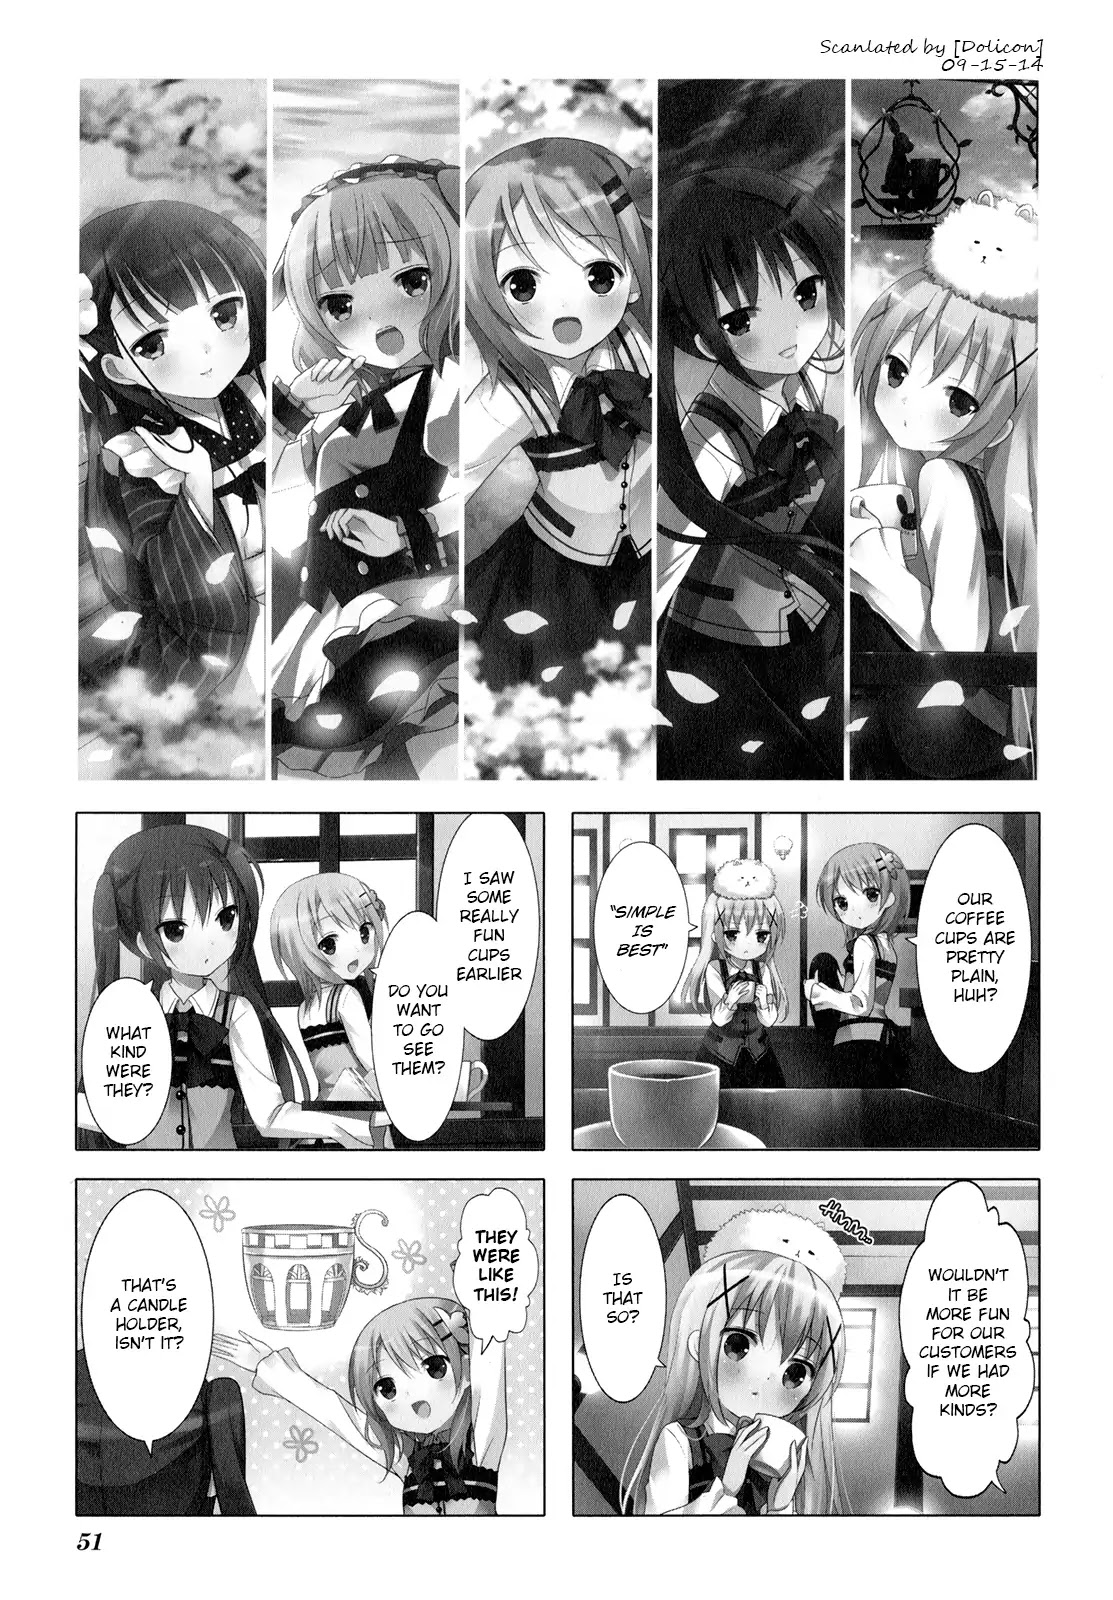 Scanlated by [Dolicon]
09-15-14
OUR
COFFEE
CUPS ARE
PRETTY
PLAIN,
HUH?
"SIMPLE
IS
BEST"
WOULDN'T
IT BE
MORE FUN
FOR OUR
CUSTOMERS
IF WE HAD
MORE
KINDS?
HMM..
IS
THAT
SO?
I SAW
SOME
REALLY
FUN
CUPS
EARLIER
DO YOU
WANT
TO GO
SEE
THEM?
WHAT
KIND
WERE
THEY?
THEY
WERE
LIKE
THIS!
THAT'S
A CANDLE
HOLDER,
ISN'T IT?
51